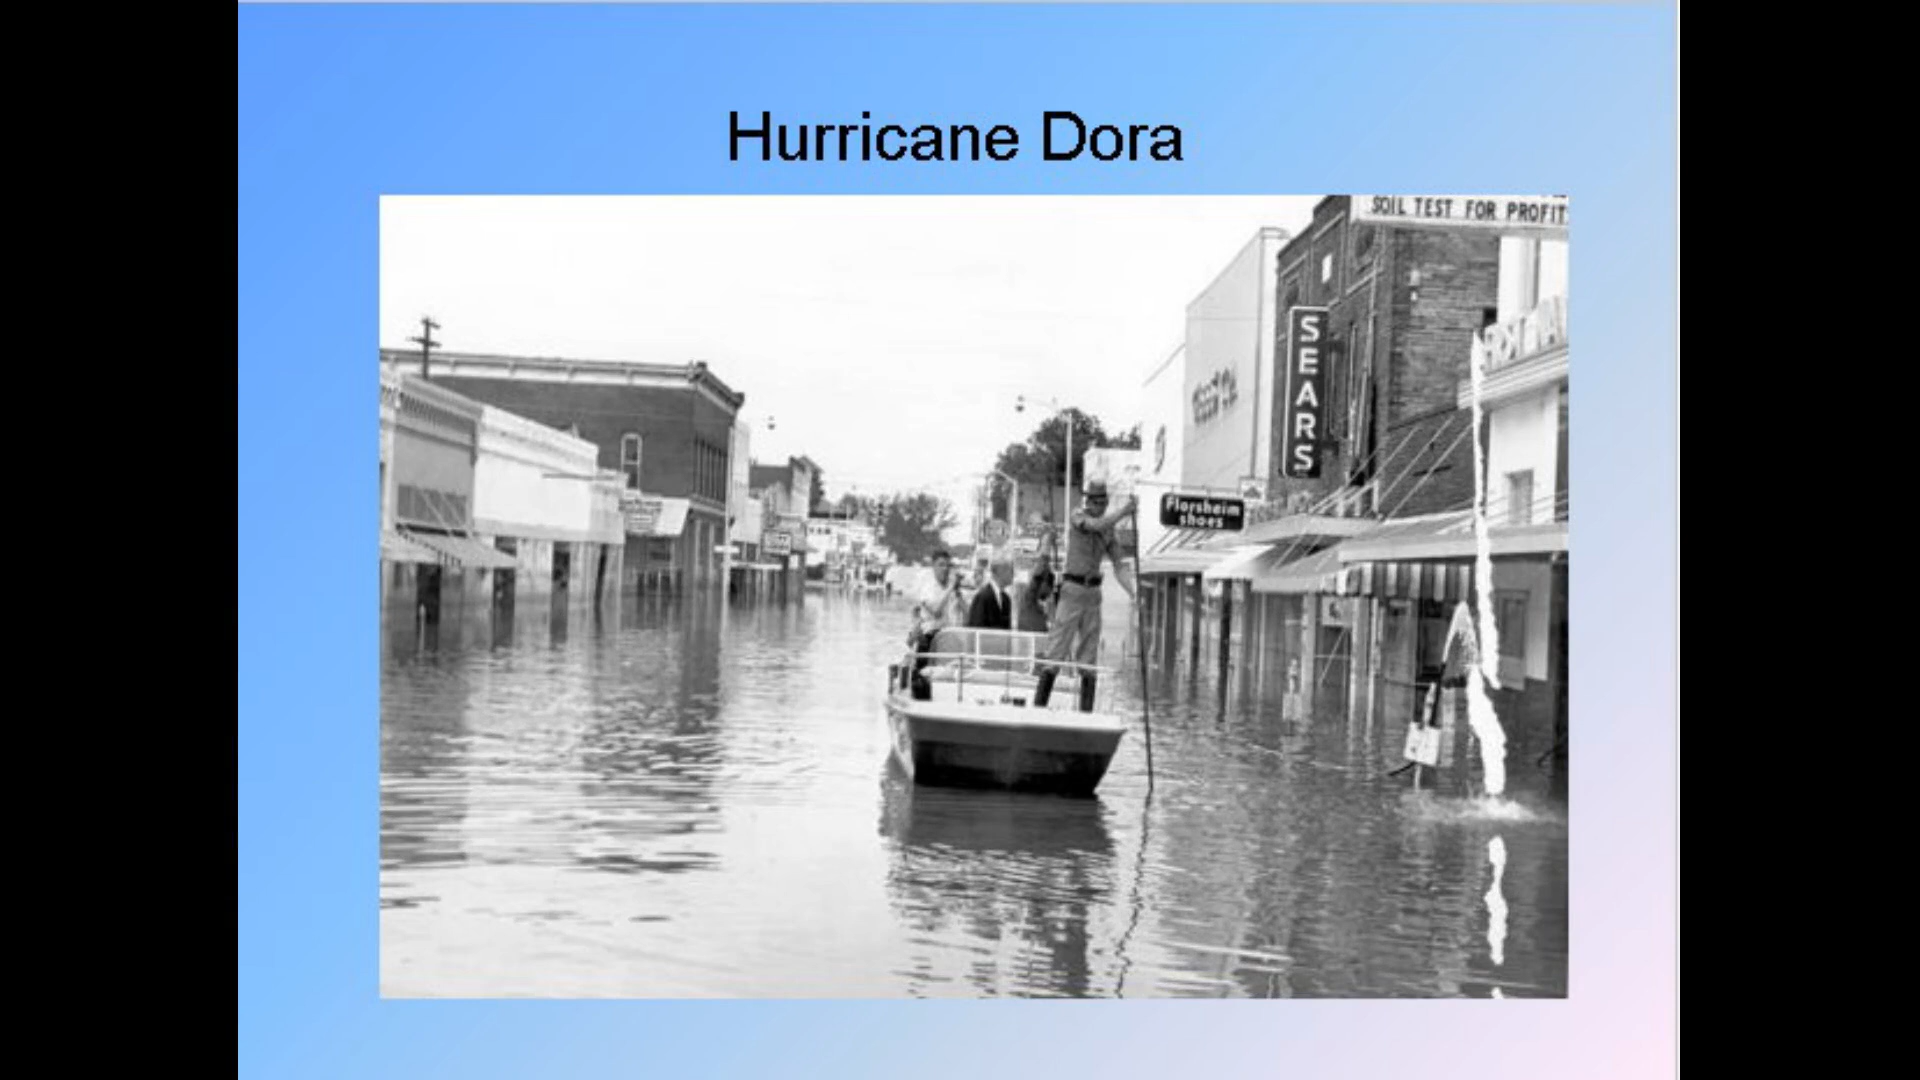 Hurricane Dora
SOIL TEST FOR PROFIT
SEARS
Florsheim
shoes